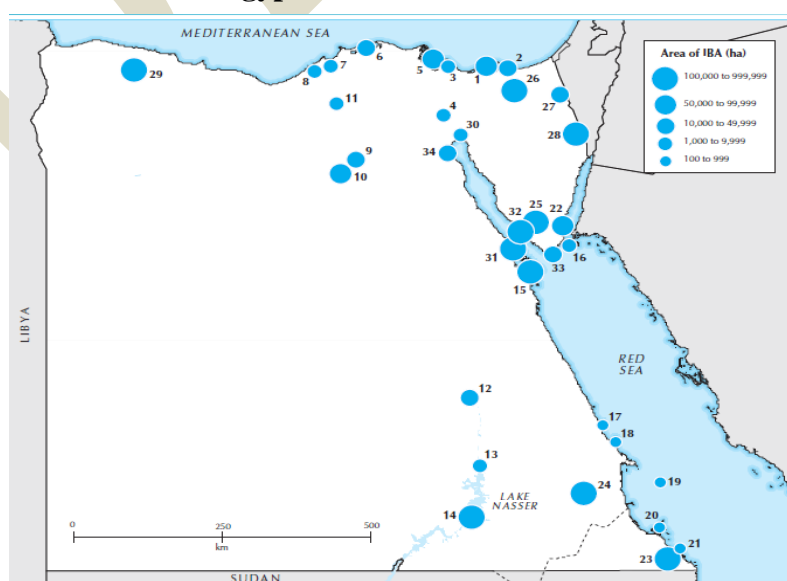 MEDITERRANEAN SEA
Area of IBA (ha)
100,000 to 999,999
50,000 to 99,999
10,000 to 49,999
1,000 to 9,999
100 to 999
29
8
7
6
5
3
1
2
26
27
28
11
4
30
34
9
10
25
22
32
31
33
16
15
LIBYA
RED
SEA
12
17
18
13
LAKE
NASSER
14
24
19
20
21
23
0
250
500
km
SUDAN